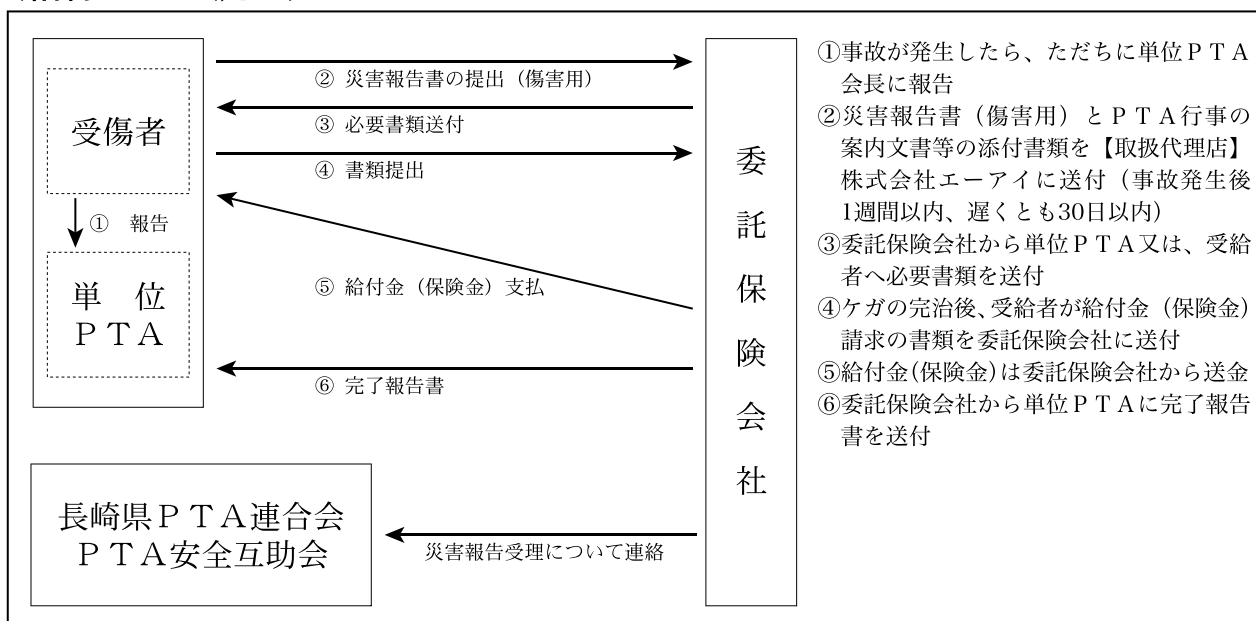 受傷者
① 報告
単 位
ＰＴＡ
② 災害報告書の提出（傷害用）
③ 必要書類送付
④ 書類提出
⑤ 給付金（保険金）支払
⑥ 完了報告書
委託保険会社
長崎県ＰＴＡ連合会
ＰＴＡ安全互助会
災害報告受理について連絡
①事故が発生したら、ただちに単位ＰＴＡ
会長に報告
②災害報告書（傷害用）とＰＴＡ行事の
案内文書等の添付書類を【取扱代理店】
株式会社エーアイに送付（事故発生後
1週間以内、遅くとも30日以内）
③委託保険会社から単位ＰＴＡ又は、受給
者へ必要書類を送付
④ケガの完治後、受給者が給付金（保険金）
請求の書類を委託保険会社に送付
⑤給付金(保険金)は委託保険会社から送金
⑥委託保険会社から単位ＰＴＡに完了報告
書を送付